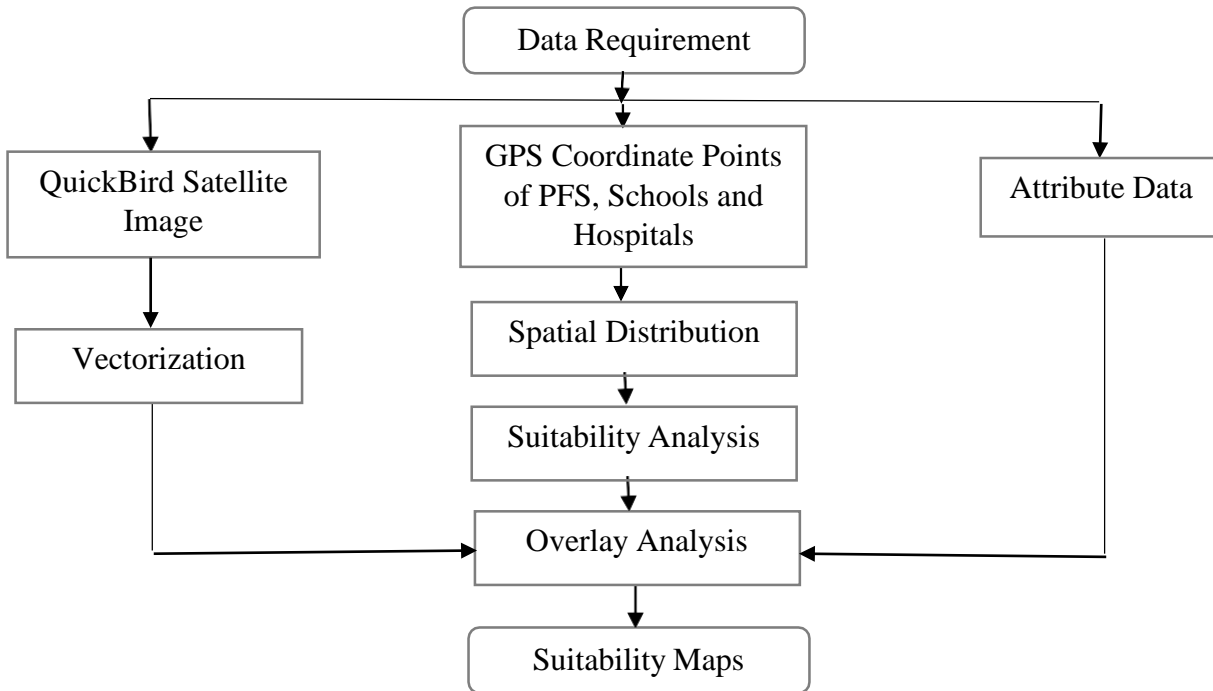 Data Requirement
QuickBird Satellite
Image
GPS Coordinate Points
of PFS, Schools and
Hospitals
Attribute Data
Vectorization
Spatial Distribution
Suitability Analysis
Overlay Analysis
Suitability Maps